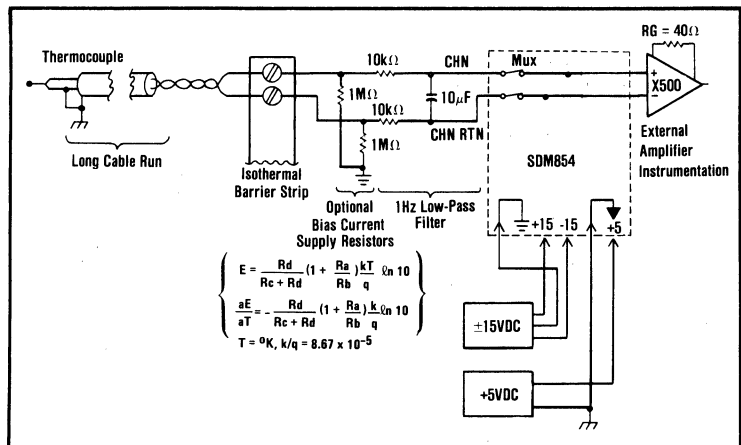 RG = 40Ω
Thermocouple
10kΩ
CHN
Mux
+
X500
−
1MΩ
10kΩ
10µF
CHN RTN
1MΩ
External
Amplifier
Instrumentation
Long Cable Run
Isothermal
Barrier Strip
SDM854
Optional
Bias Current
Supply Resistors
1Hz Low-Pass
Filter
+15 -15
+5
E = Rd/(Rc + Rd) (1 + Ra/Rb) kT/q ℓn 10
aE/aT = - Rd/(Rc + Rd) (1 + Ra/Rb) k/q ℓn 10
T = °K, k/q = 8.67 x 10⁻⁵
±15VDC
+5VDC